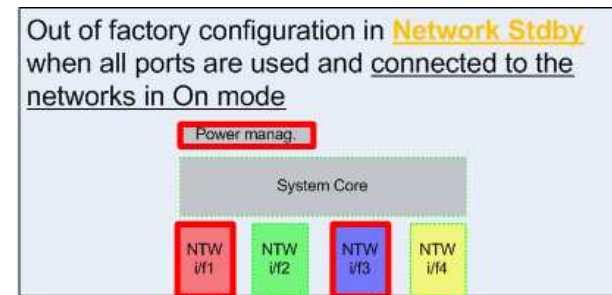 Out of factory configuration in Network Stdby
when all ports are used and connected to the
networks in On mode
Power manag.
System Core
NTW NTW NTW NTW
i/f1 i/f2 i/f3 i/f4